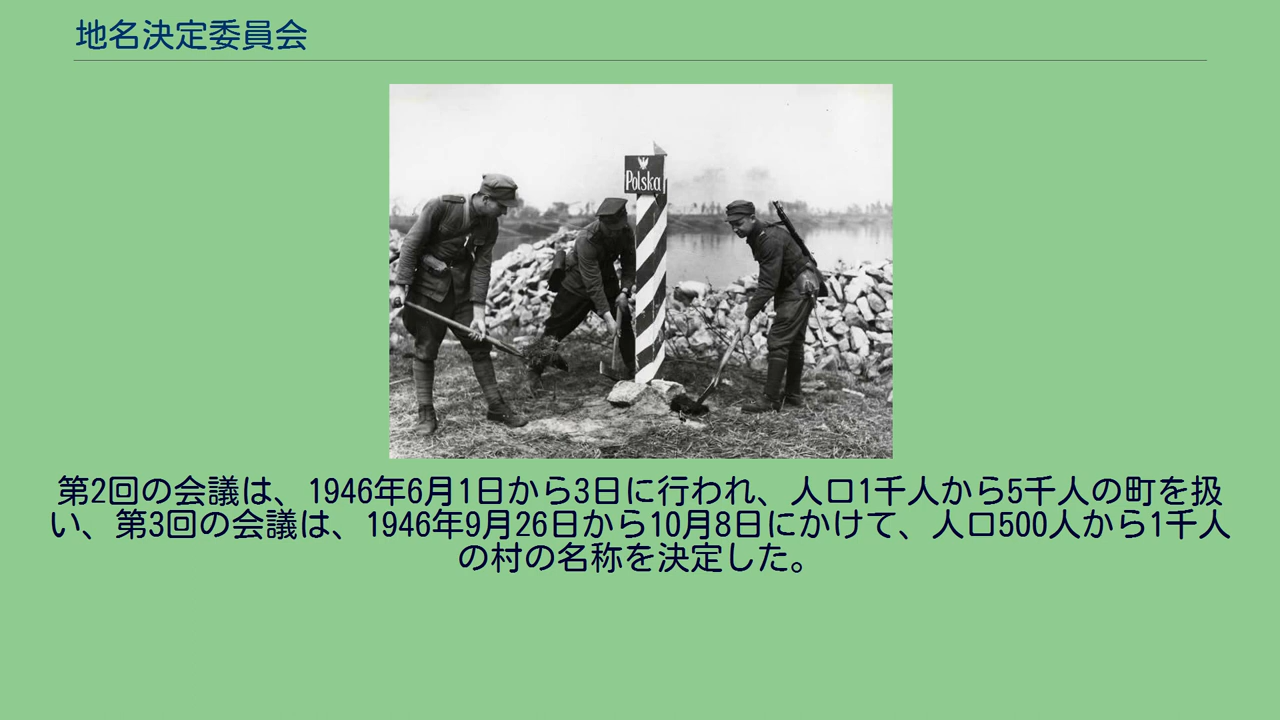 地名決定委員会
Polska
第2回の会議は、1946年6月1日から3日に行われ、人口1千人から5千人の町を扱
い、第3回の会議は、1946年9月26日から10月8日にかけて、人口500人から1千人
の村の名称を決定した。